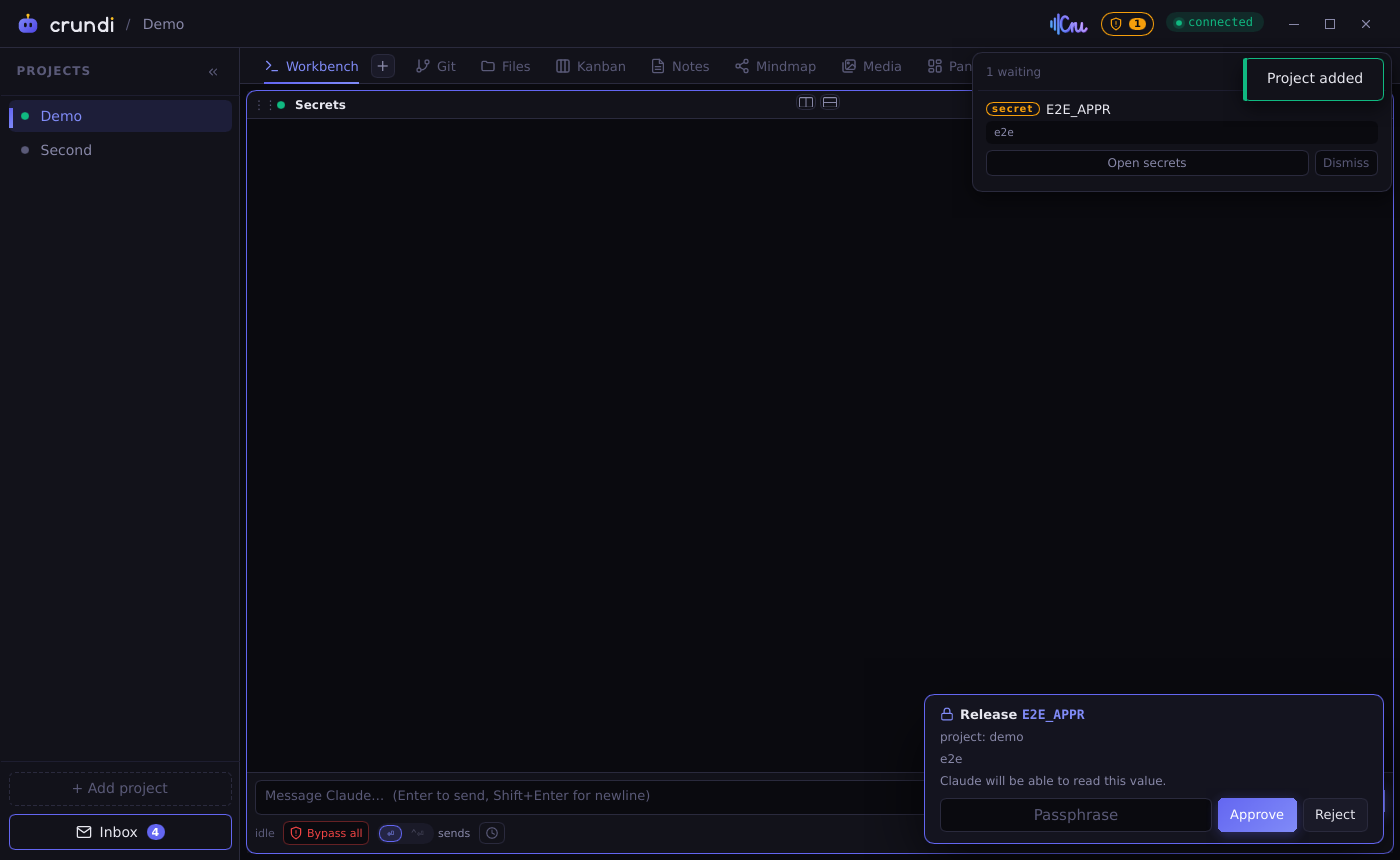 crundi / Demo
Cru
1
connected
PROJECTS
Demo
Second
Workbench
Git
Files
Kanban
Notes
Mindmap
Media
Pan
Secrets
1 waiting
Project added
secret E2E_APPR
e2e
Open secrets
Dismiss
Message Claude... (Enter to send, Shift+Enter for newline)
idle
Bypass all
sends
Release E2E_APPR
project: demo
e2e
Claude will be able to read this value.
Passphrase
Approve
Reject
+ Add project
Inbox 4